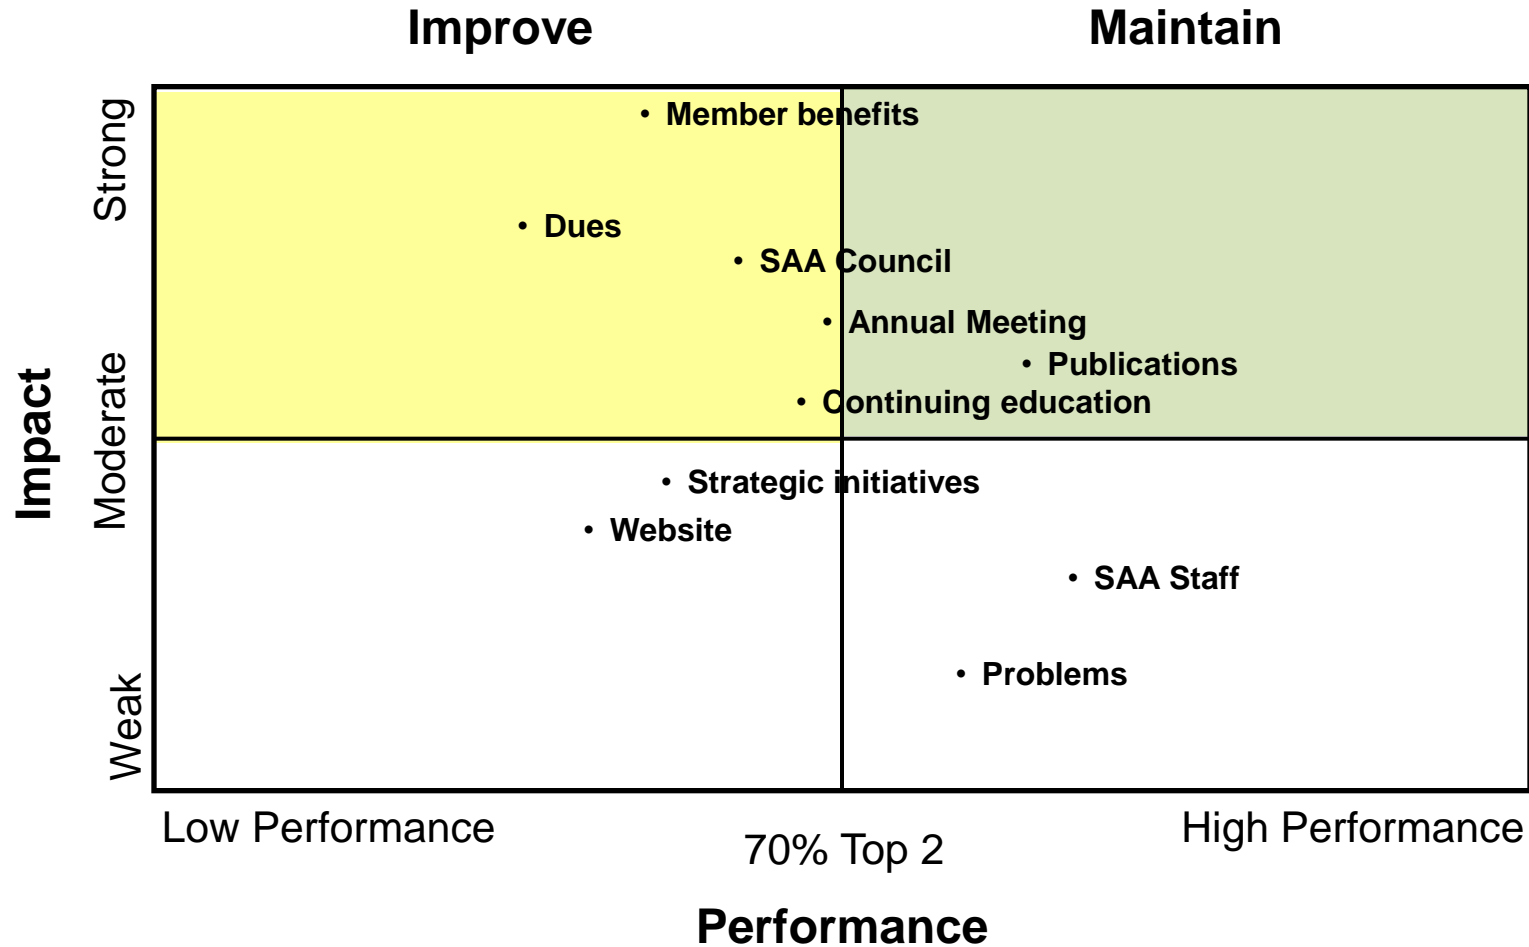 Improve
Maintain
Strong
Moderate
Weak
Impact
• Member benefits
• Dues
• SAA Council
• Annual Meeting
• Publications
• Continuing education
• Strategic initiatives
• Website
• SAA Staff
• Problems
Low Performance
70% Top 2
High Performance
Performance